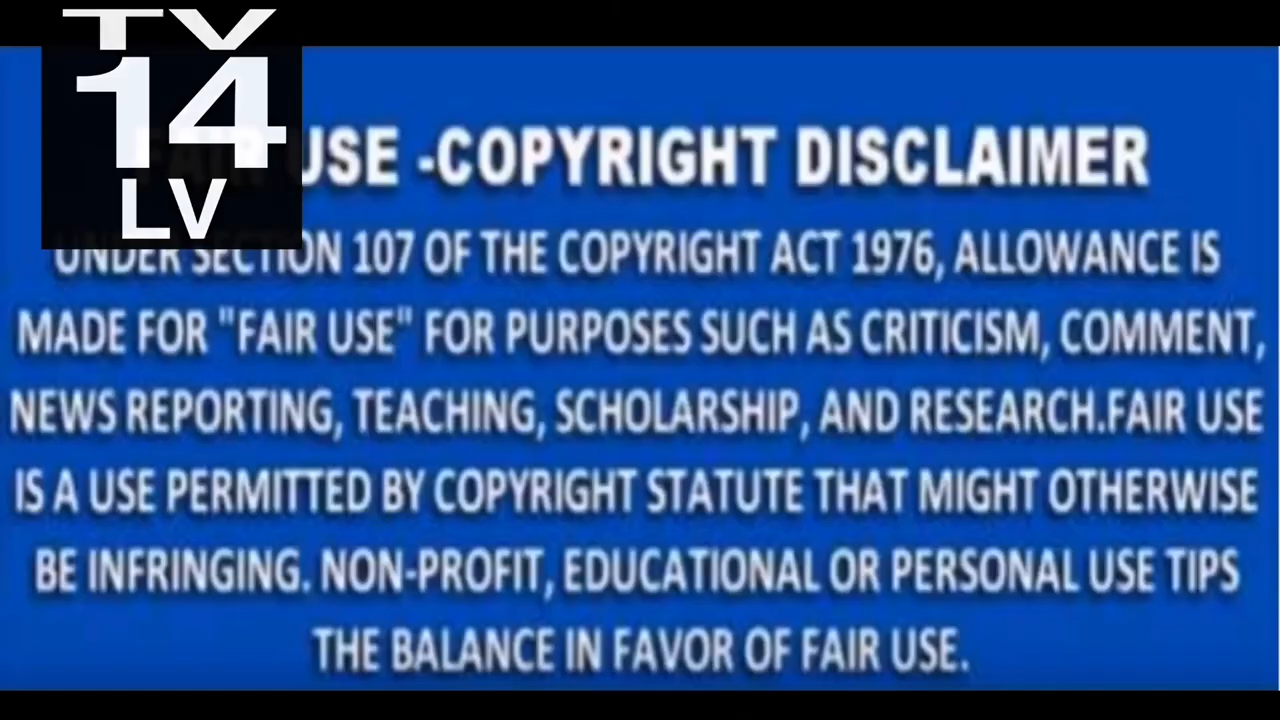 TV
14
LV
FAIR USE -COPYRIGHT DISCLAIMER
UNDER SECTION 107 OF THE COPYRIGHT ACT 1976, ALLOWANCE IS
MADE FOR "FAIR USE" FOR PURPOSES SUCH AS CRITICISM, COMMENT,
NEWS REPORTING, TEACHING, SCHOLARSHIP, AND RESEARCH.FAIR USE
IS A USE PERMITTED BY COPYRIGHT STATUTE THAT MIGHT OTHERWISE
BE INFRINGING. NON-PROFIT, EDUCATIONAL OR PERSONAL USE TIPS
THE BALANCE IN FAVOR OF FAIR USE.